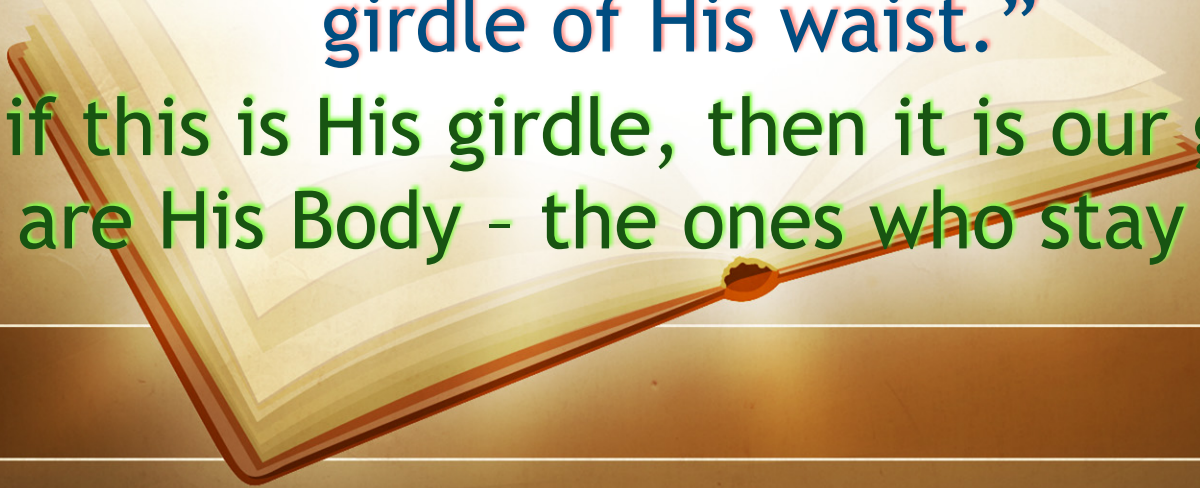 girdle of His waist.”
if this is His girdle, then it is our
are His Body – the ones who stay